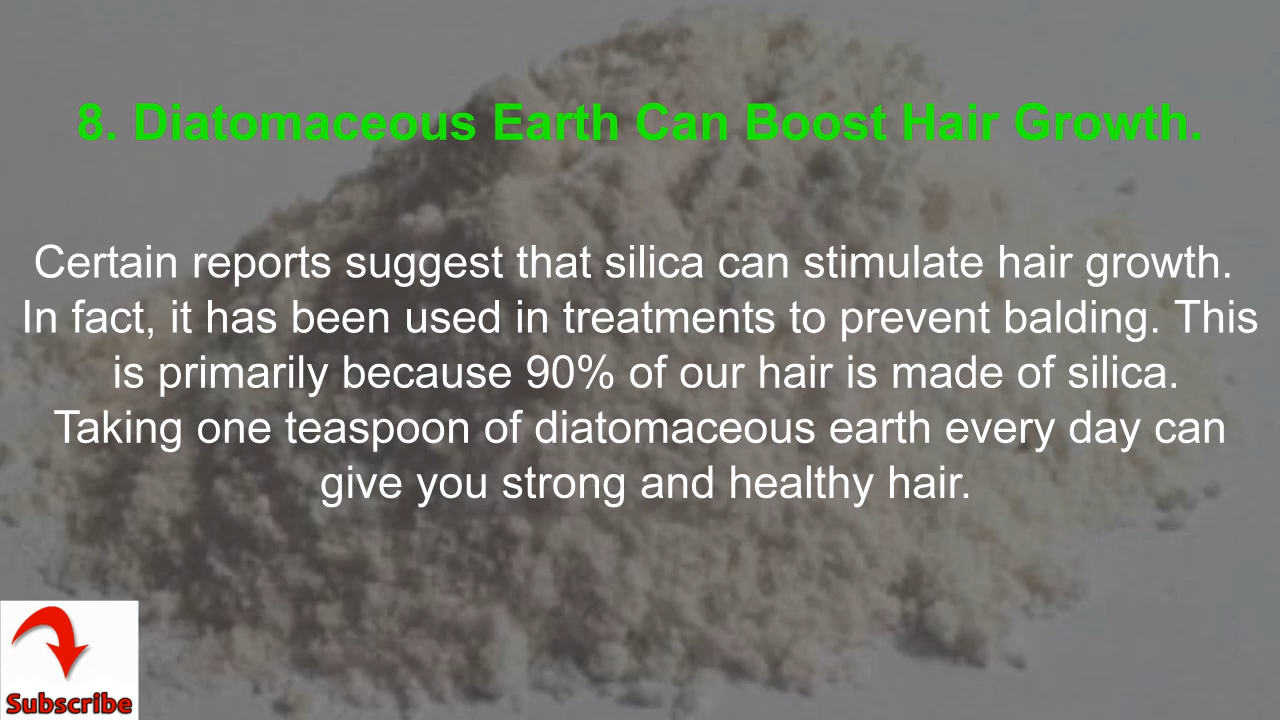 8. Diatomaceous Earth Can Boost Hair Growth.
Certain reports suggest that silica can stimulate hair growth.
In fact, it has been used in treatments to prevent balding. This
is primarily because 90% of our hair is made of silica.
Taking one teaspoon of diatomaceous earth every day can
give you strong and healthy hair.
Subscribe